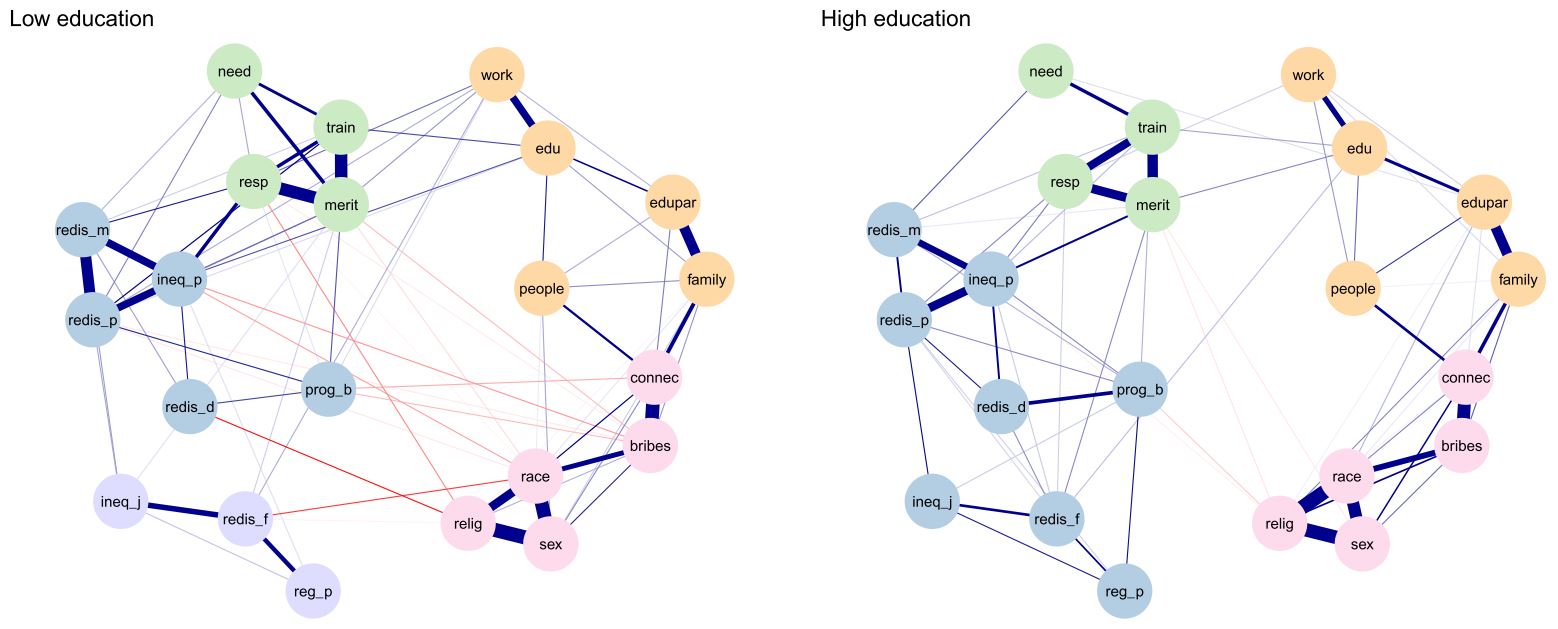 Low education
need
work
train
edu
resp
merit
edupar
redis_m
ineq_p
family
people
redis_p
connec
prog_b
redis_d
bribes
race
ineq_j
redis_f
relig
sex
reg_p
High education
need
work
train
edu
resp
merit
edupar
redis_m
ineq_p
family
people
redis_p
connec
prog_b
redis_d
bribes
race
ineq_j
redis_f
relig
sex
reg_p